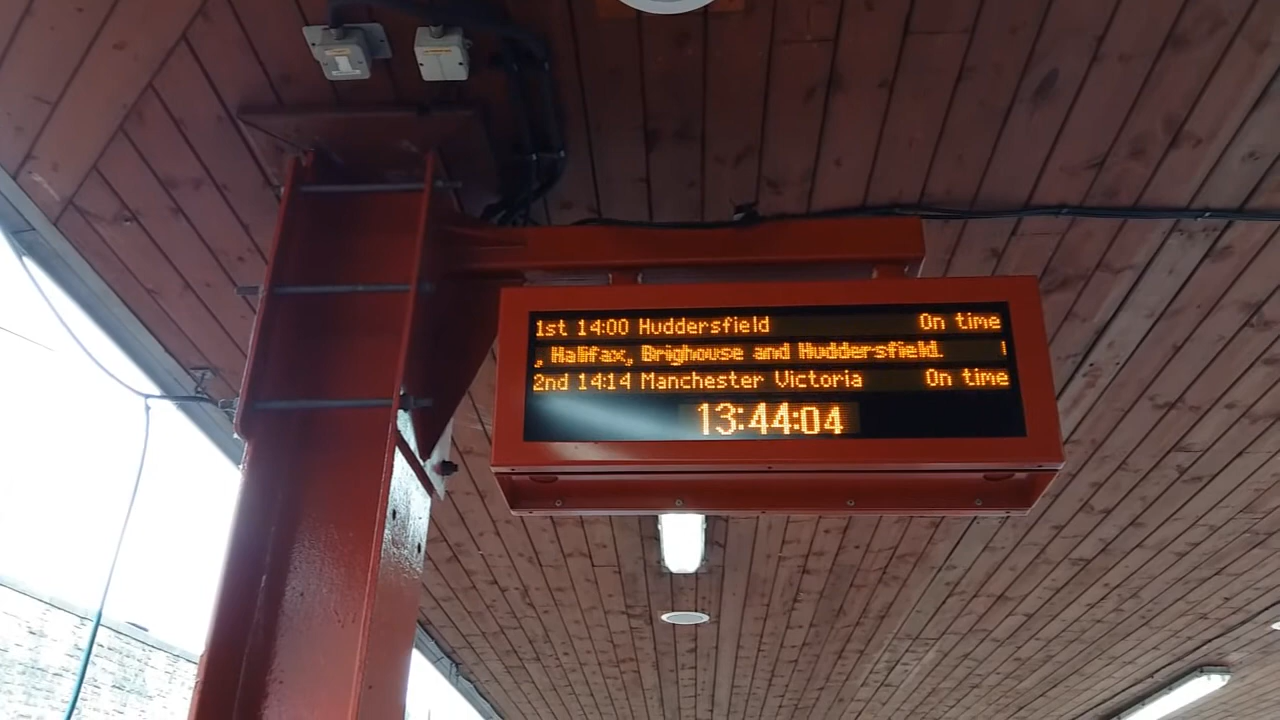 1st 14:00 Huddersfield On time
, Halifax, Brighouse and Huddersfield.
2nd 14:14 Manchester Victoria On time
13:44:04